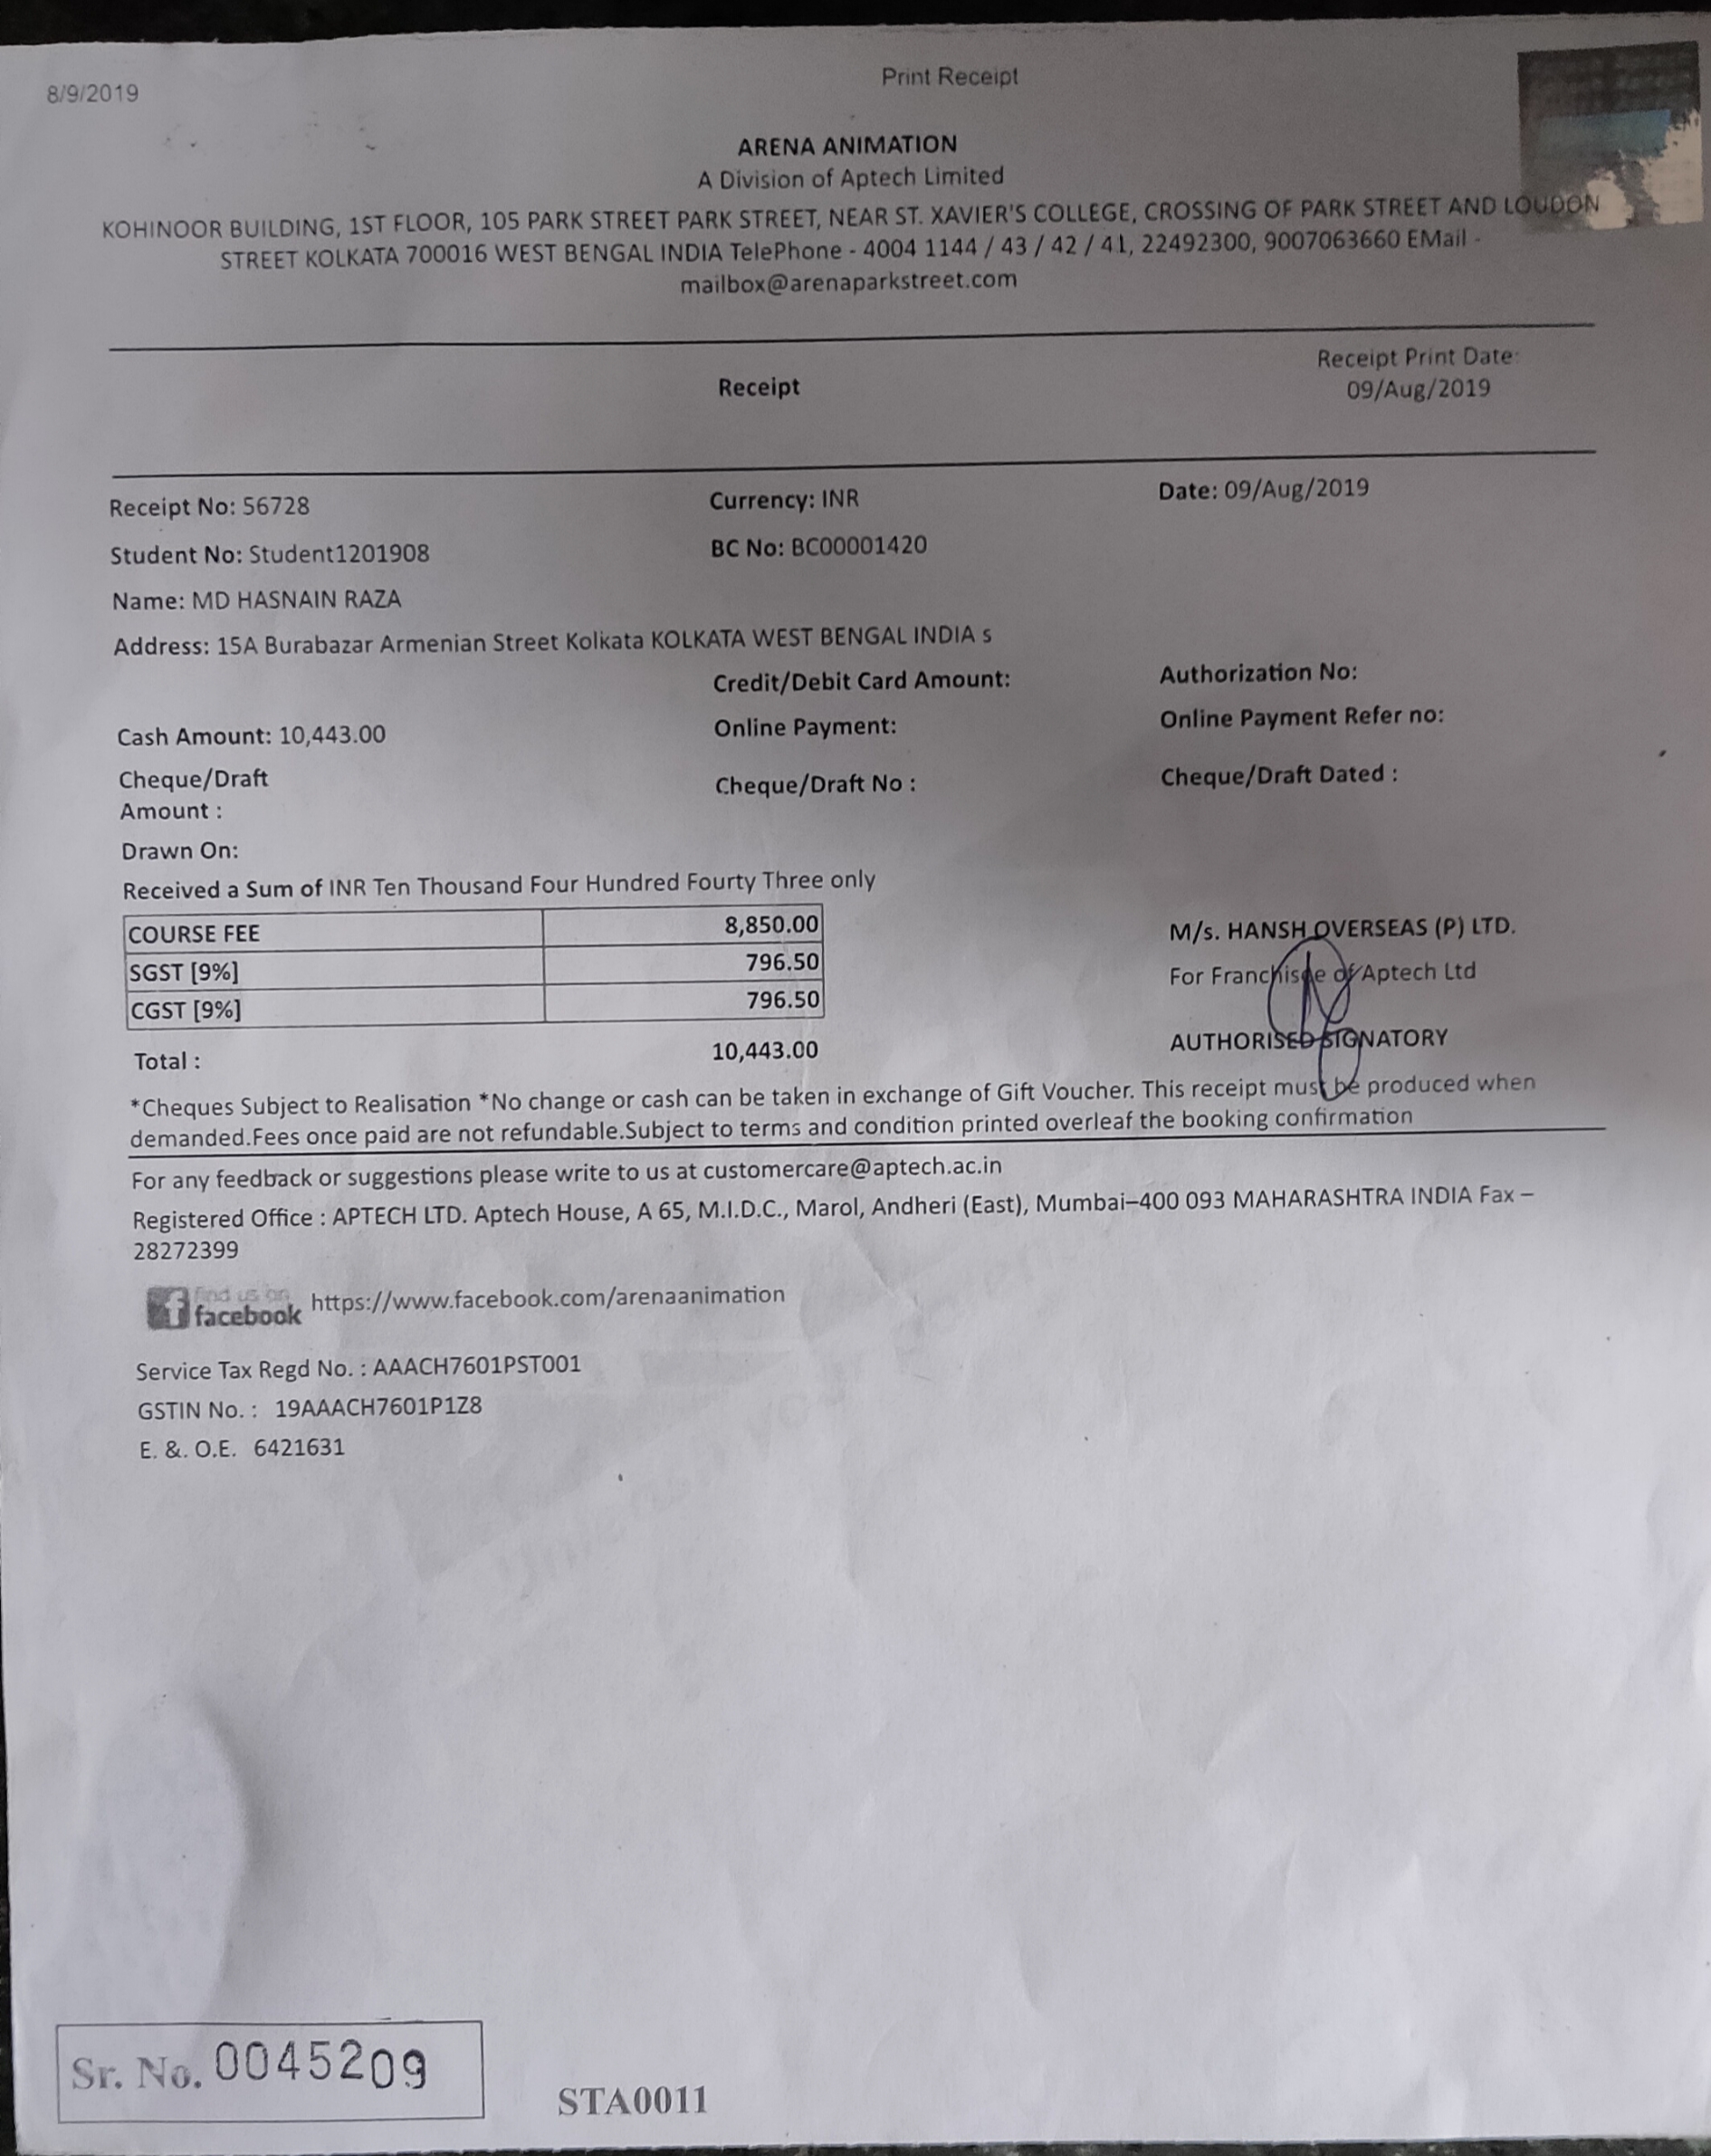 8/9/2019
Print Receipt
ARENA ANIMATION
A Division of Aptech Limited
KOHINOOR BUILDING, 1ST FLOOR, 105 PARK STREET PARK STREET, NEAR ST. XAVIER'S COLLEGE, CROSSING OF PARK STREET AND LOUDON
STREET KOLKATA 700016 WEST BENGAL INDIA TelePhone - 4004 1144 / 43 / 42 / 41, 22492300, 9007063660 EMail -
mailbox@arenaparkstreet.com
Receipt
Receipt Print Date:
09/Aug/2019
Receipt No: 56728
Currency: INR
Date: 09/Aug/2019
Student No: Student1201908
BC No: BC00001420
Name: MD HASNAIN RAZA
Address: 15A Burabazar Armenian Street Kolkata KOLKATA WEST BENGAL INDIA s
Credit/Debit Card Amount:
Authorization No:
Cash Amount: 10,443.00
Online Payment:
Online Payment Refer no:
Cheque/Draft
Amount :
Cheque/Draft No :
Cheque/Draft Dated :
Drawn On:
Received a Sum of INR Ten Thousand Four Hundred Fourty Three only
COURSE FEE 8,850.00
SGST [9%] 796.50
CGST [9%] 796.50
Total : 10,443.00
M/s. HANSH OVERSEAS (P) LTD.
For Franchisee of Aptech Ltd
AUTHORISED SIGNATORY
*Cheques Subject to Realisation *No change or cash can be taken in exchange of Gift Voucher. This receipt must be produced when
demanded.Fees once paid are not refundable.Subject to terms and condition printed overleaf the booking confirmation
For any feedback or suggestions please write to us at customercare@aptech.ac.in
Registered Office : APTECH LTD. Aptech House, A 65, M.I.D.C., Marol, Andheri (East), Mumbai–400 093 MAHARASHTRA INDIA Fax –
28272399
find us on
facebook
https://www.facebook.com/arenaanimation
Service Tax Regd No. : AAACH7601PST001
GSTIN No. : 19AAACH7601P1Z8
E. &. O.E. 6421631
Sr. No. 0045209
STA0011